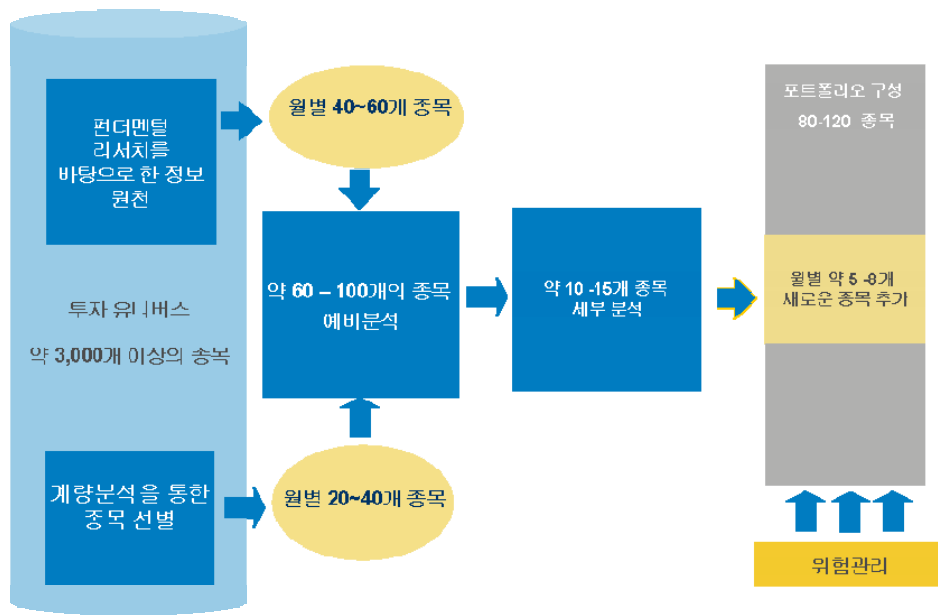 펀더멘털
리서치를
바탕으로 한 정보
원천
월별 40~60개 종목
투자 유니버스
약 3,000개 이상의 종목
계량분석을 통한
종목 선별
월별 20~40개 종목
약 60 – 100개의 종목
예비분석
약 10 -15개 종목
세부 분석
포트폴리오 구성
80-120 종목
월별 약 5 -8개
새로운 종목 추가
위험관리